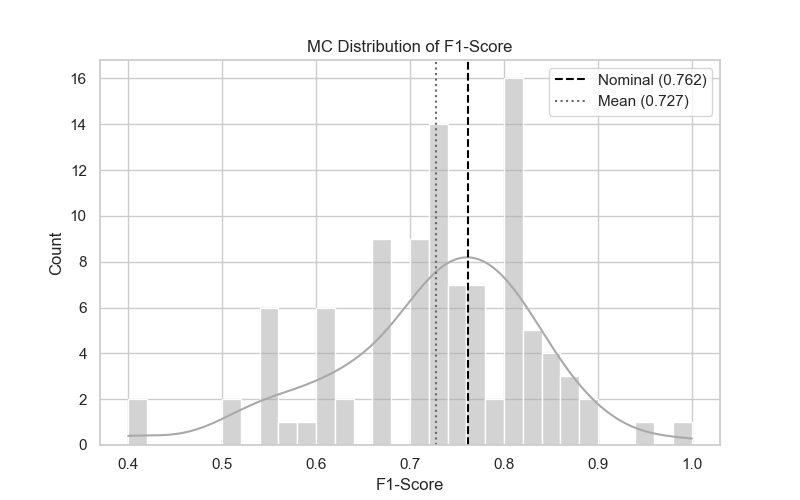 MC Distribution of F1-Score
Nominal (0.762)
Mean (0.727)
Count
16
14
12
10
8
6
4
2
0
0.4 0.5 0.6 0.7 0.8 0.9 1.0
F1-Score